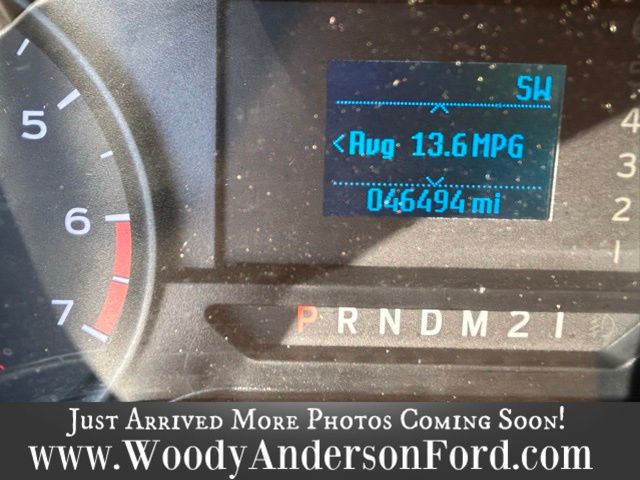 SW
<Avg 13.6 MPG
046494 mi
5
6
7
4
3
2
1
P R N D M 2 1
Just Arrived More Photos Coming Soon!
www.WoodyAndersonFord.com